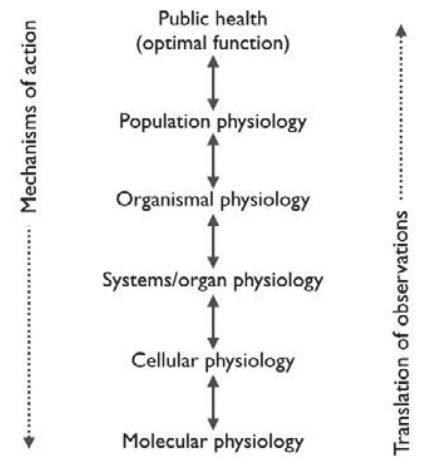 Public health
(optimal function)
Mechanisms of action
Population physiology
Organismal physiology
Systems/organ physiology
Translation of observations
Cellular physiology
Molecular physiology